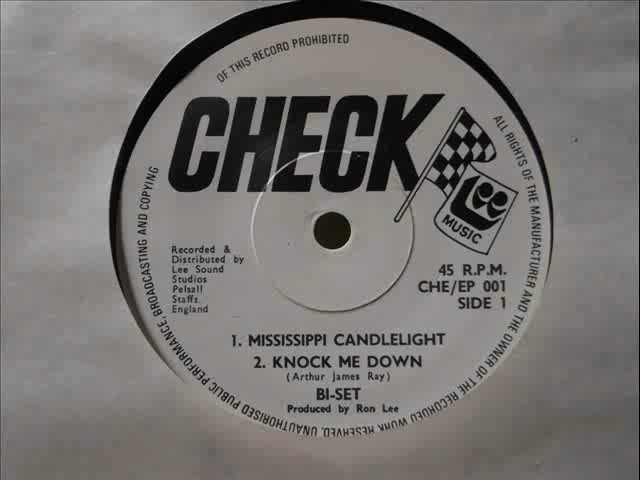 OF THIS RECORD PROHIBITED
CHECK
Lee
MUSIC
Recorded &
Distributed by
Lee Sound
Studios
Pelsall
Staffs.
England
45 R.P.M.
CHE/EP 001
SIDE 1
1. MISSISSIPPI CANDLELIGHT
2. KNOCK ME DOWN
(Arthur James Ray)
BI-SET
Produced by Ron Lee
ALL RIGHTS OF THE MANUFACTURER AND THE OWNER OF THE RECORDED WORK RESERVED. UNAUTHORISED PUBLIC PERFORMANCE, BROADCASTING AND COPYING